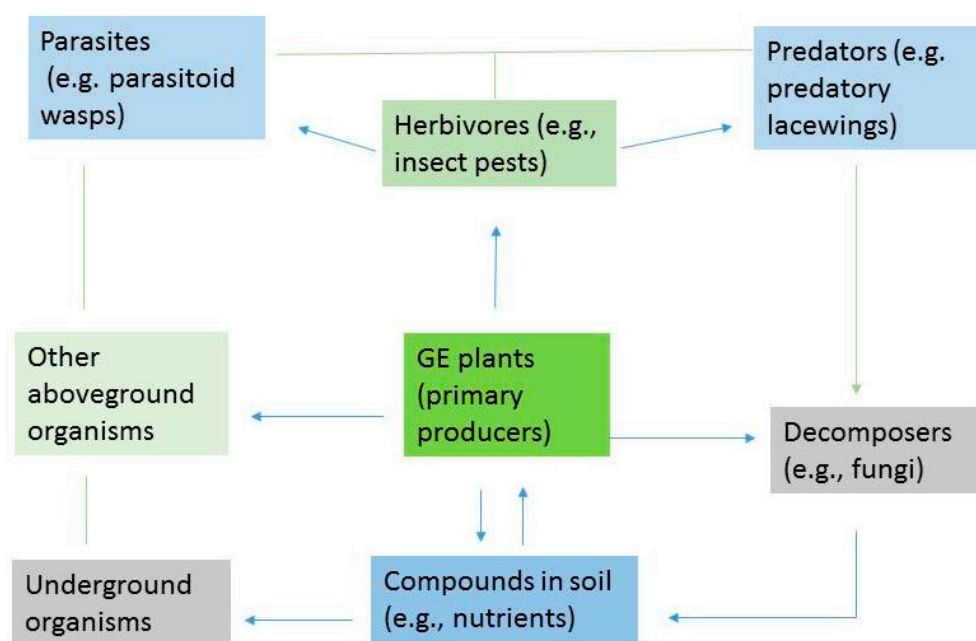 Parasites
(e.g. parasitoid
wasps)
Herbivores (e.g.,
insect pests)
Predators (e.g.
predatory
lacewings)
Other
aboveground
organisms
GE plants
(primary
producers)
Decomposers
(e.g., fungi)
Underground
organisms
Compounds in soil
(e.g., nutrients)